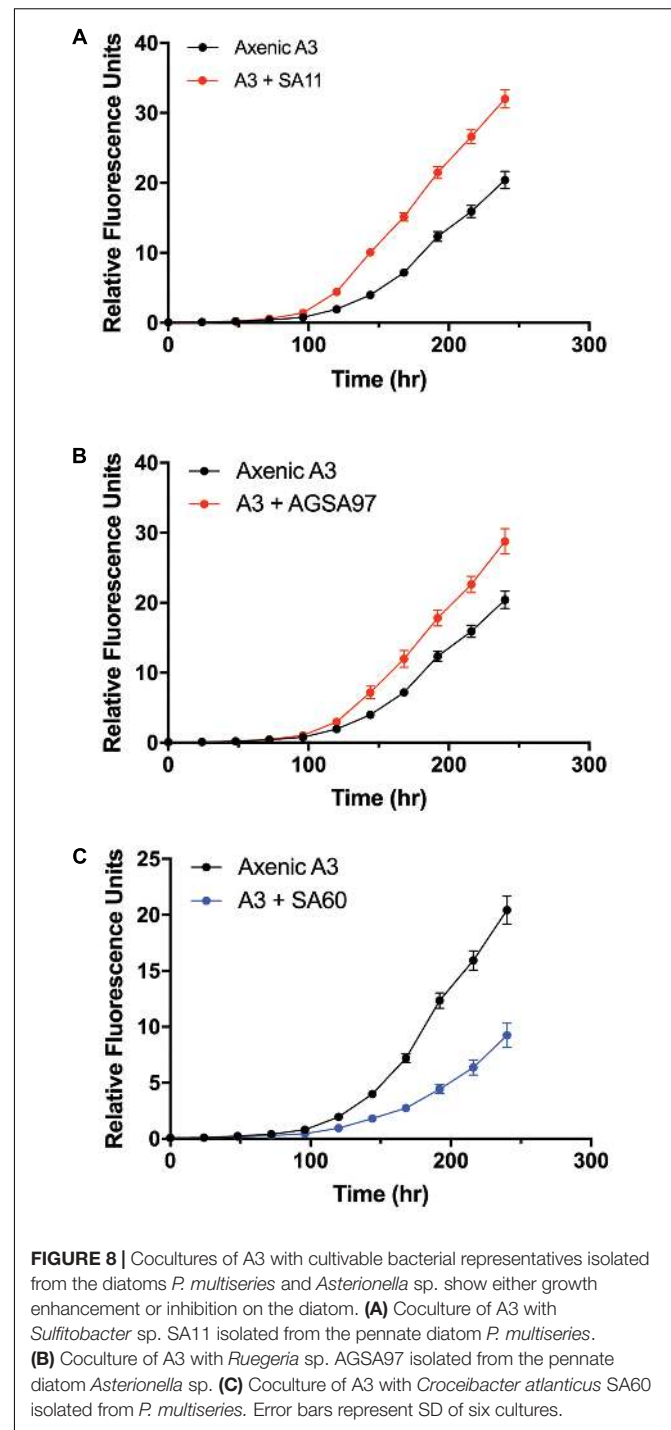 A
Axenic A3
A3 + SA11
Relative Fluorescence Units
40
30
20
10
0
0 100 200 300
Time (hr)
B
Axenic A3
A3 + AGSA97
Relative Fluorescence Units
40
30
20
10
0
0 100 200 300
Time (hr)
C
Axenic A3
A3 + SA60
Relative Fluorescence Units
25
20
15
10
5
0
0 100 200 300
Time (hr)
FIGURE 8 | Cocultures of A3 with cultivable bacterial representatives isolated
from the diatoms P. multiseries and Asterionella sp. show either growth
enhancement or inhibition on the diatom. (A) Coculture of A3 with
Sulfitobacter sp. SA11 isolated from the pennate diatom P. multiseries.
(B) Coculture of A3 with Ruegeria sp. AGSA97 isolated from the pennate
diatom Asterionella sp. (C) Coculture of A3 with Croceibacter atlanticus SA60
isolated from P. multiseries. Error bars represent SD of six cultures.